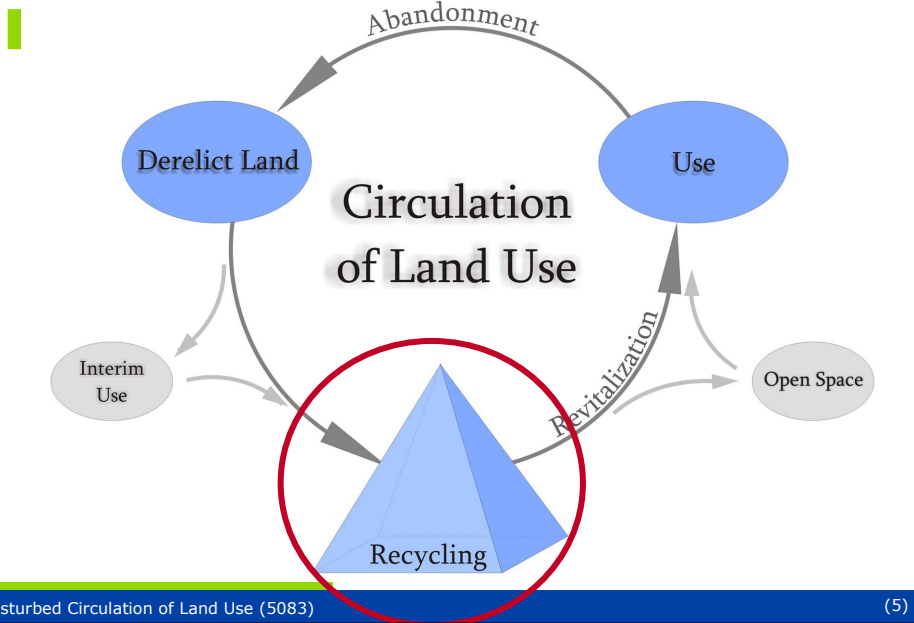 Abandonment
Derelict Land
Use
Circulation
of Land Use
Interim
Use
Revitalization
Open Space
Recycling
sturbed Circulation of Land Use (5083)
(5)